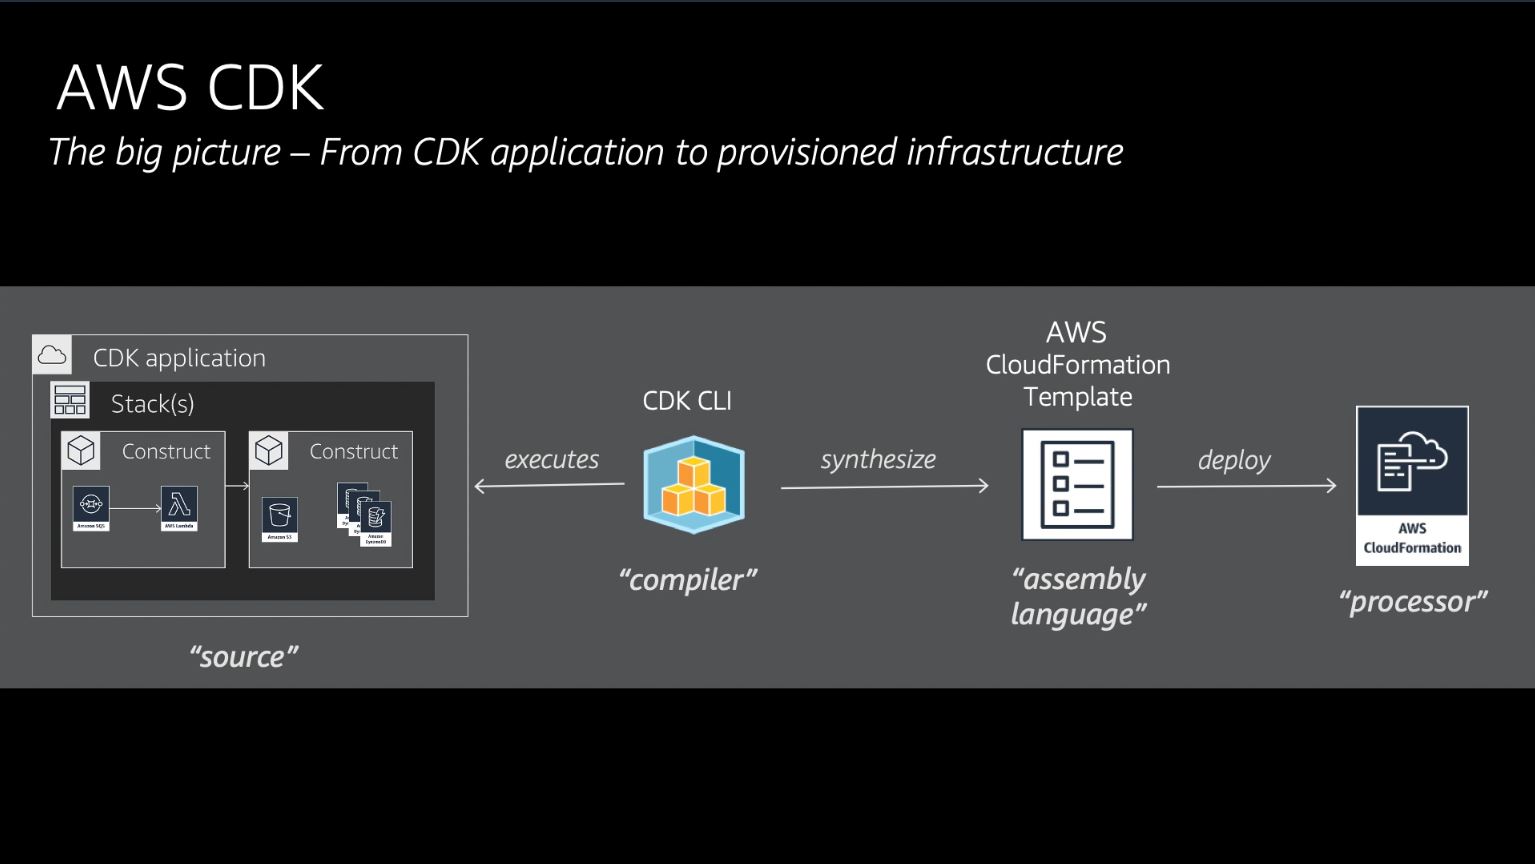 AWS CDK
The big picture – From CDK application to provisioned infrastructure
CDK application
Stack(s)
Construct
Amazon SQS
AWS Lambda
Construct
Amazon S3
Amazon
DynamoDB
“source”
executes
CDK CLI
“compiler”
synthesize
AWS
CloudFormation
Template
“assembly
language”
deploy
AWS
CloudFormation
“processor”